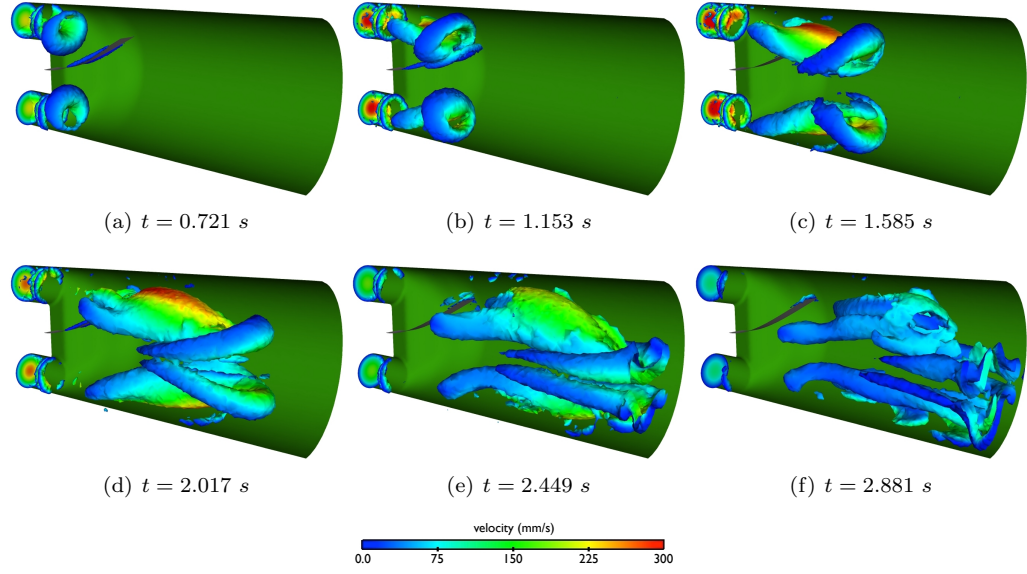 (a) t = 0.721 s
(b) t = 1.153 s
(c) t = 1.585 s
(d) t = 2.017 s
(e) t = 2.449 s
(f) t = 2.881 s
velocity (mm/s)
0.0 75 150 225 300